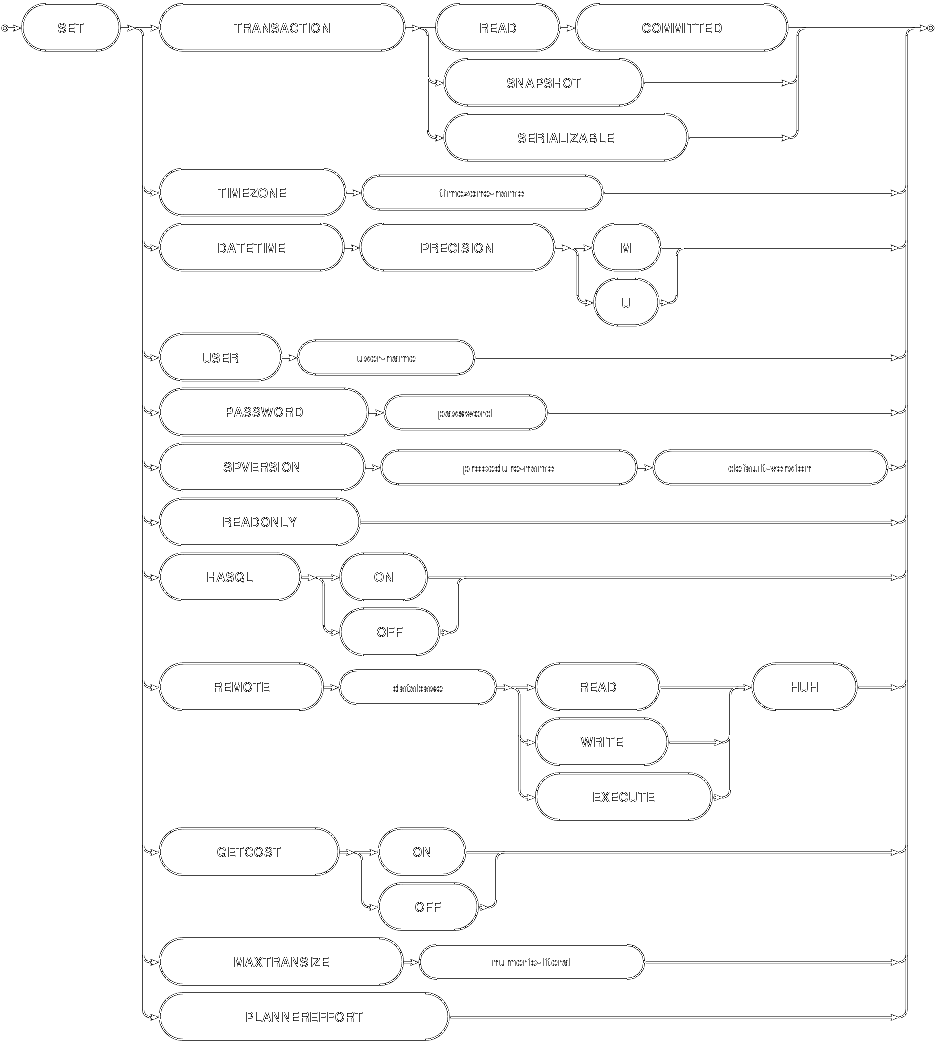 SET TRANSACTION READ COMMITTED
SNAPSHOT
SERIALIZABLE
TIMEZONE timezone-name
DATETIME PRECISION M
U
USER user-name
PASSWORD password
SPVERSION procedure-name default-version
READONLY
HASQL ON
OFF
REMOTE database READ HUH
WRITE
EXECUTE
GETCOST ON
OFF
MAXTRANSIZE numeric-literal
PLANNEREPPORT